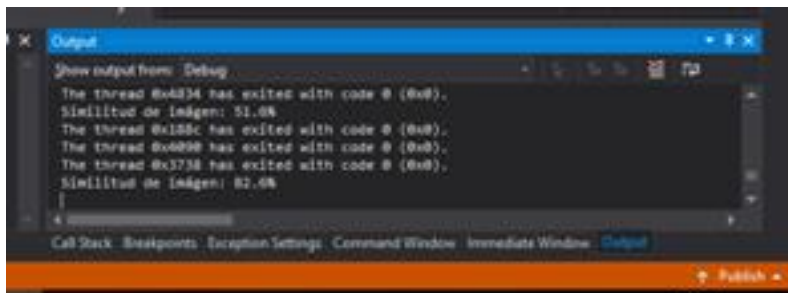 Output
Show output from: Debug
The thread 0x4834 has exited with code 0 (0x0).
Similitud de imágen: 51.6%
The thread 0x188c has exited with code 0 (0x0).
The thread 0x4090 has exited with code 0 (0x0).
The thread 0x3738 has exited with code 0 (0x0).
Similitud de imágen: 82.6%
Call Stack Breakpoints Exception Settings Command Window Immediate Window Output
Publish